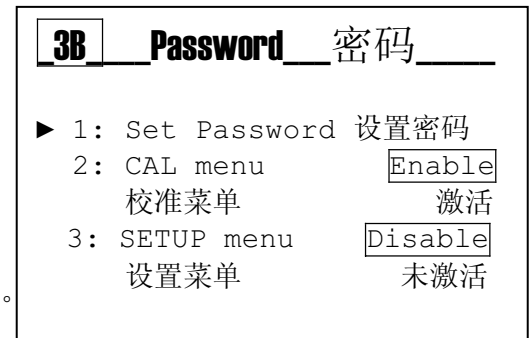 3B Password 密码
► 1: Set Password 设置密码
2: CAL menu Enable
校准菜单 激活
3: SETUP menu Disable
设置菜单 未激活
。